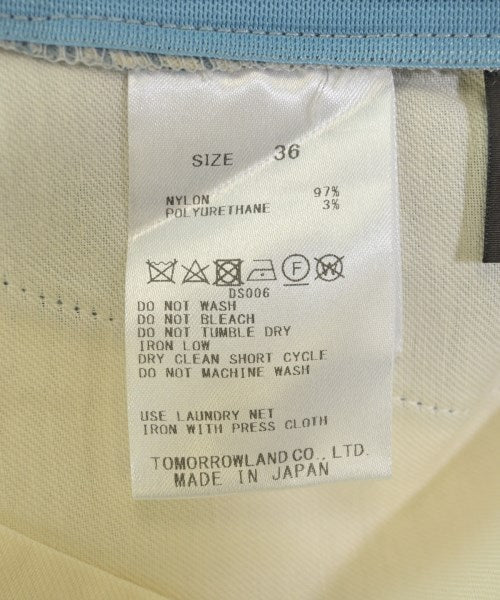 SIZE 36
NYLON 97%
POLYURETHANE 3%
F W
DS006
DO NOT WASH
DO NOT BLEACH
DO NOT TUMBLE DRY
IRON LOW
DRY CLEAN SHORT CYCLE
DO NOT MACHINE WASH
USE LAUNDRY NET
IRON WITH PRESS CLOTH
TOMORROWLAND CO., LTD.
MADE IN JAPAN